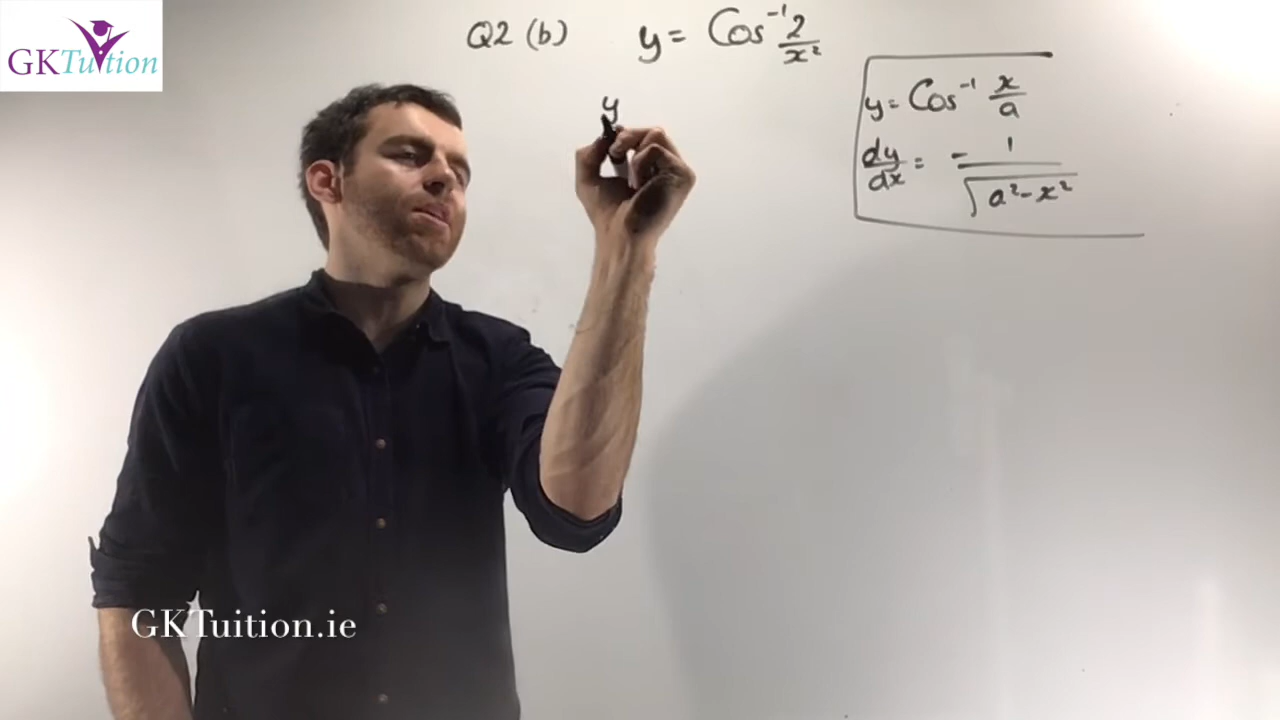 GKTuition
Q2 (b) y = Cos⁻¹ 2/x²
y = Cos⁻¹ x/a
dy/dx = - 1/√(a²-x²)
y
GKTuition.ie